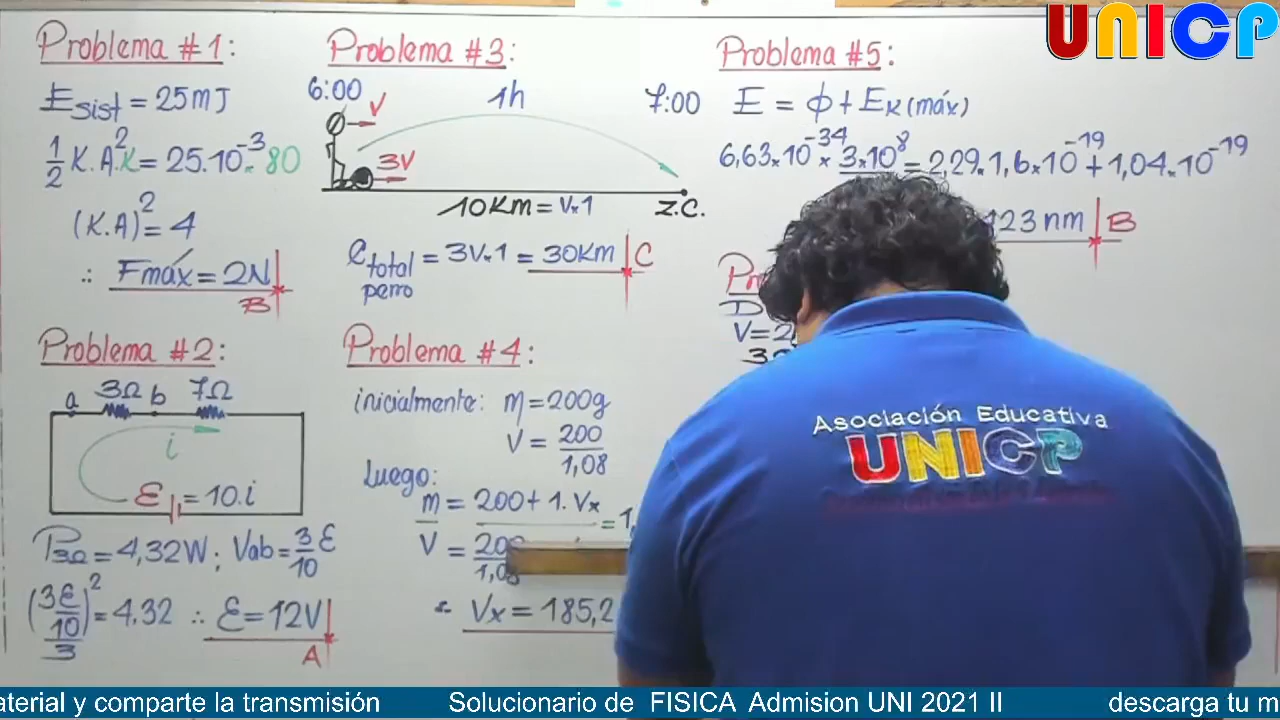 UNICP
Problema #1:
E sist = 25mJ
1/2 K.A².K = 25.10⁻³.80
(K.A)² = 4
∴ Fmáx = 2N
B
Problema #2:
a 3Ω b 7Ω
i
ε = 10.i
P3Ω = 4,32W ; Vab = 3/10 ε
(3ε/10)²/3 = 4.32 ∴ ε = 12V
A
Problema #3:
6:00 1h 7:00
V
3V
10Km = V×1 Z.C.
e total perro = 3V.1 = 30Km C
Problema #4:
inicialmente: m = 200g
V = 200/1,08
Luego:
m = 200 + 1.Vx
V =
Vx = 185,2
Problema #5:
E = ϕ + EK(máx)
6,63×10⁻³⁴ × 3×10⁸ = 2,29×1,6×10⁻¹⁹ + 1,04×10⁻¹⁹
123 nm B
Asociación Educativa
UNICP
aterial y comparte la transmisión Solucionario de FISICA Admision UNI 2021 II descarga tu m